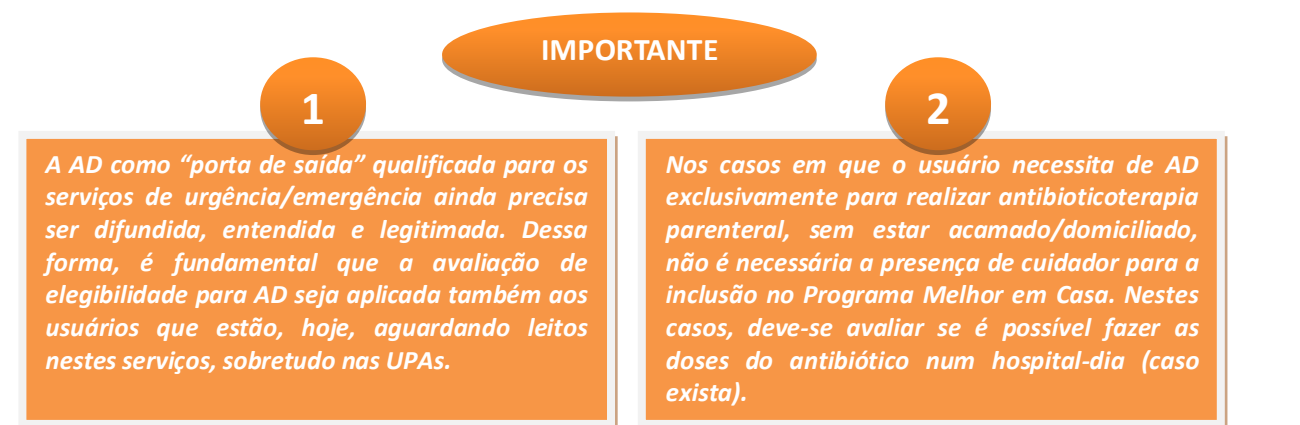 IMPORTANTE
1
A AD como “porta de saída” qualificada para os
serviços de urgência/emergência ainda precisa
ser difundida, entendida e legitimada. Dessa
forma, é fundamental que a avaliação de
elegibilidade para AD seja aplicada também aos
usuários que estão, hoje, aguardando leitos
nestes serviços, sobretudo nas UPAs.
2
Nos casos em que o usuário necessita de AD
exclusivamente para realizar antibioticoterapia
parenteral, sem estar acamado/domiciliado,
não é necessária a presença de cuidador para a
inclusão no Programa Melhor em Casa. Nestes
casos, deve-se avaliar se é possível fazer as
doses do antibiótico num hospital-dia (caso
exista).